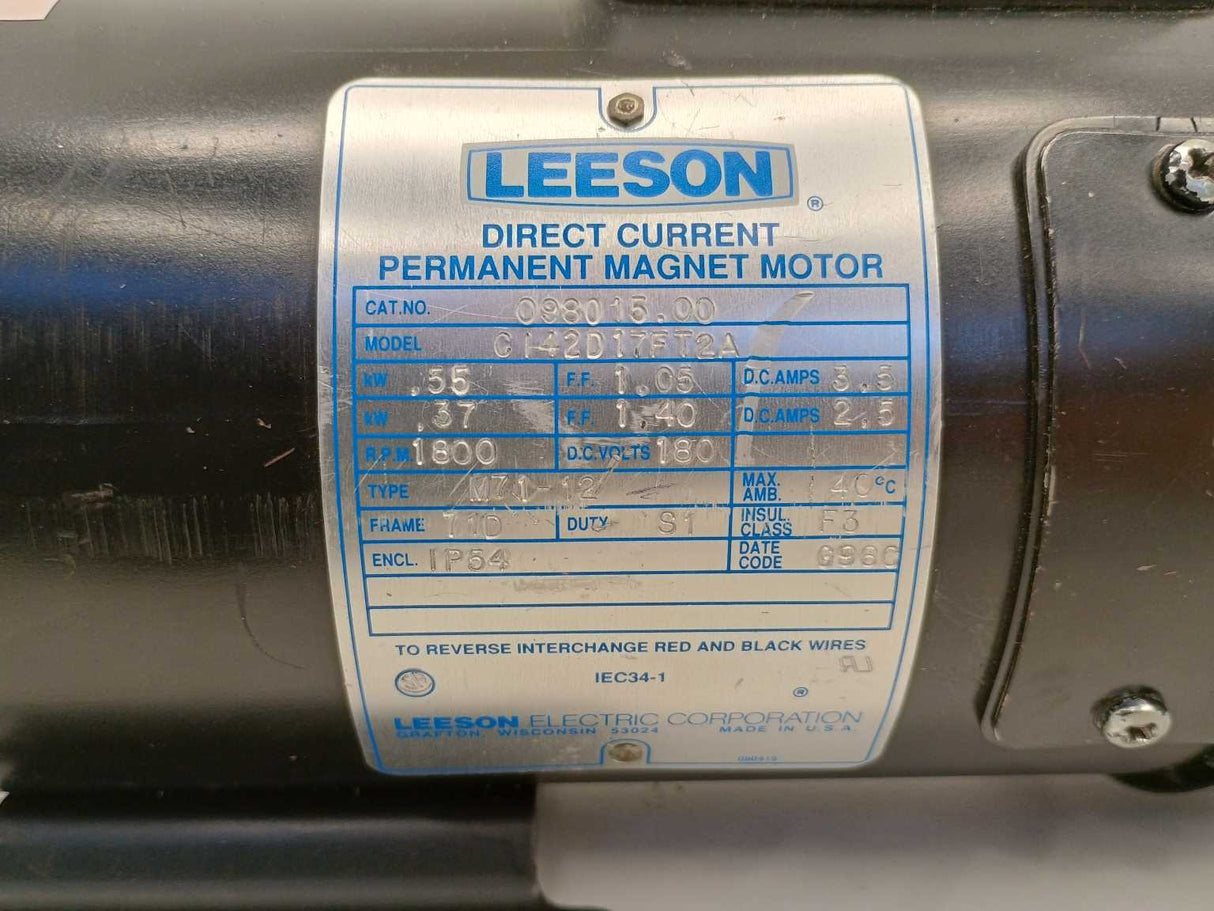 LEESON ®
DIRECT CURRENT
PERMANENT MAGNET MOTOR
CAT.NO. 098015.00
MODEL C142D17FT2A
kW .55 F.F. 1.05 D.C.AMPS 3.5
kW .37 F.F. 1.40 D.C.AMPS 2.5
R.P.M. 1800 D.C.VOLTS 180
TYPE M71-12 MAX. AMB. 40°C
FRAME 71D DUTY S1 INSUL. CLASS F3
ENCL. IP54 DATE CODE
TO REVERSE INTERCHANGE RED AND BLACK WIRES
IEC34-1
®
LEESON ELECTRIC CORPORATION
GRAFTON, WISCONSIN 53024 MADE IN U.S.A.